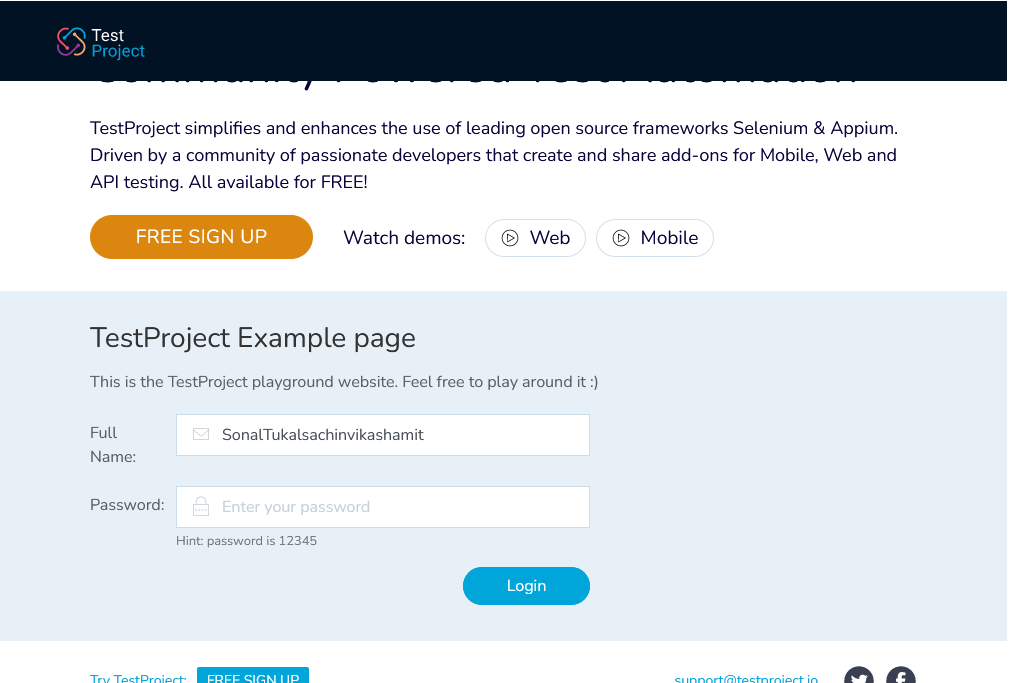 Test
Project
Community Powered Test Automation
TestProject simplifies and enhances the use of leading open source frameworks Selenium & Appium.
Driven by a community of passionate developers that create and share add-ons for Mobile, Web and
API testing. All available for FREE!
FREE SIGN UP Watch demos: Web Mobile
TestProject Example page
This is the TestProject playground website. Feel free to play around it :)
Full
Name:
SonalTukalsachinvikashamit
Password: Enter your password
Hint: password is 12345
Login
Try TestProject: FREE SIGN UP support@testproject.io